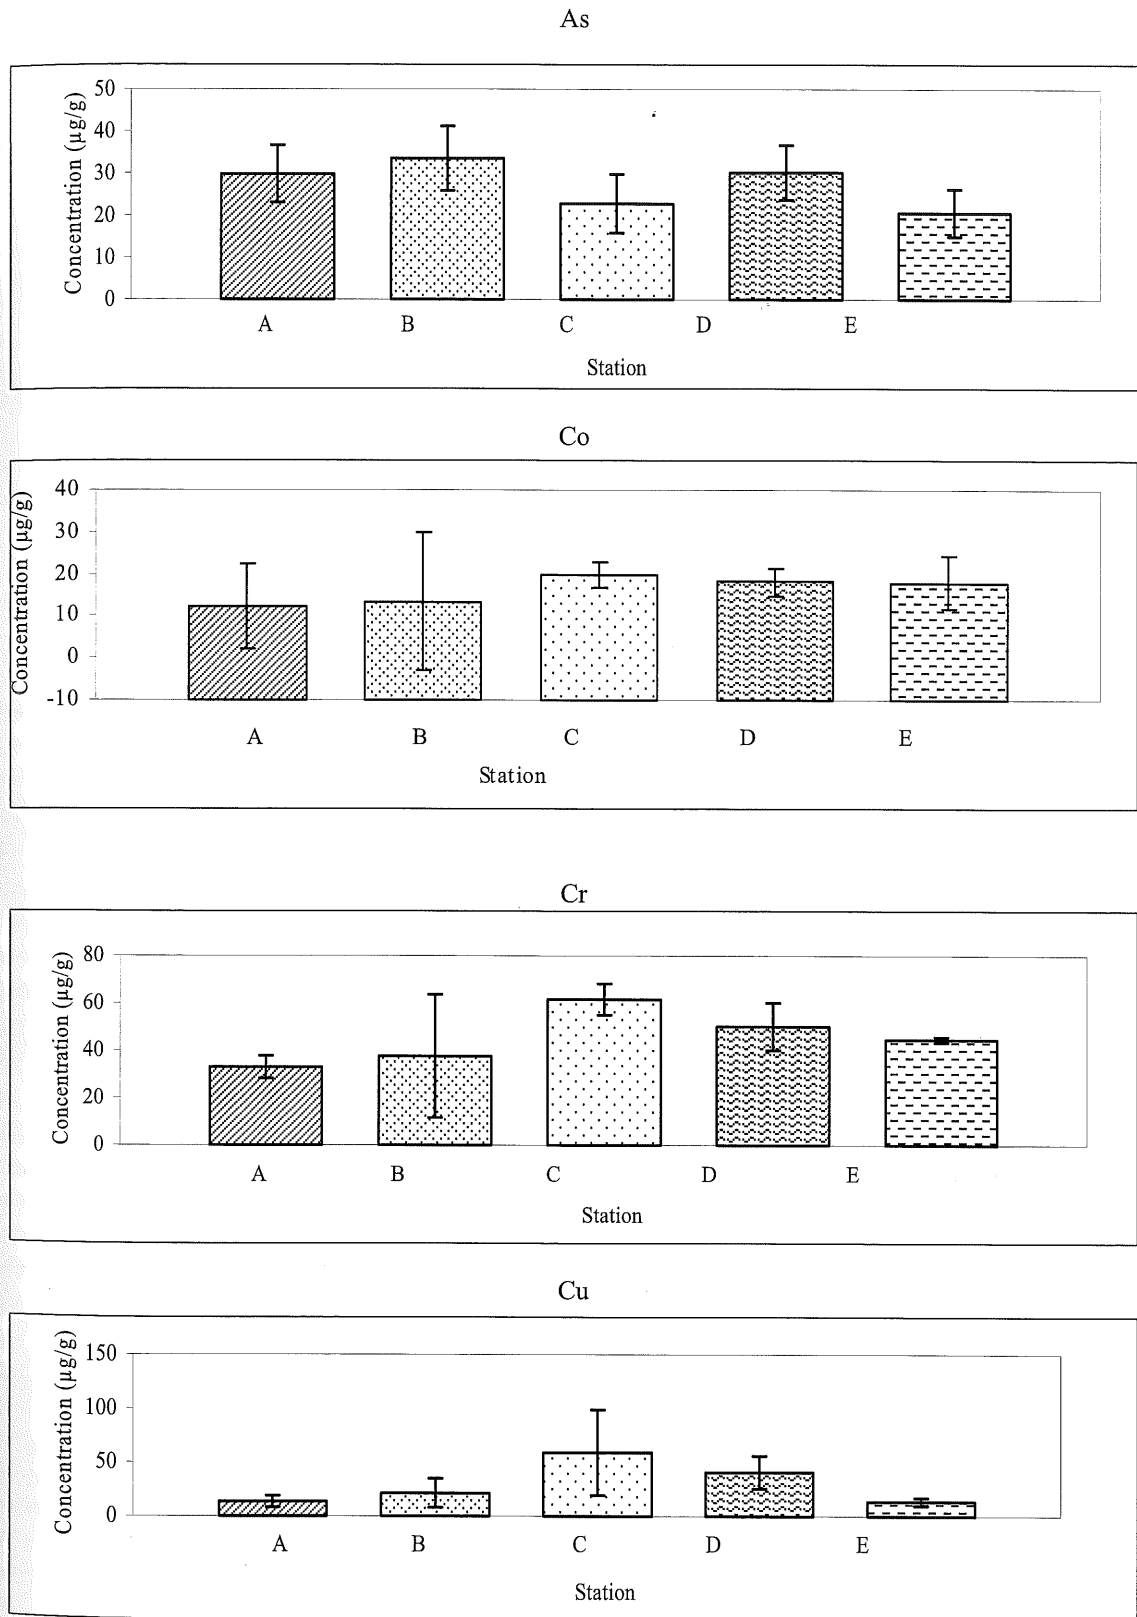 As
Concentration (μg/g)
50
40
30
20
10
0
A B C D E
Station
Co
Concentration (μg/g)
40
30
20
10
0
-10
A B C D E
Station
Cr
Concentration (μg/g)
80
60
40
20
0
A B C D E
Station
Cu
Concentration (μg/g)
150
100
50
0
A B C D E
Station